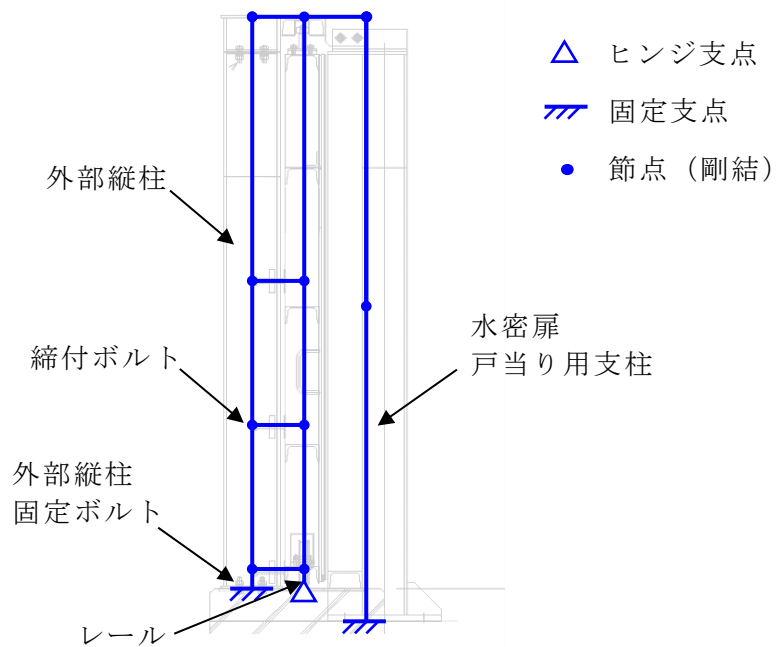 ヒンジ支点
固定支点
節点（剛結）
外部縦柱
水密扉
戸当り用支柱
締付ボルト
外部縦柱
固定ボルト
レール